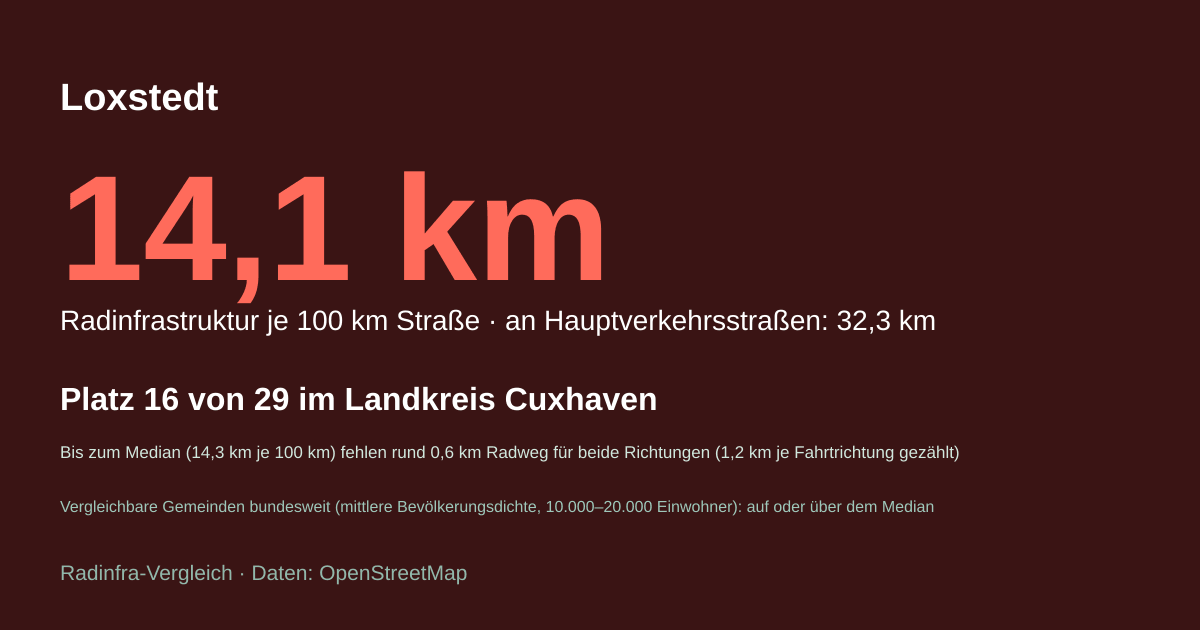 Loxstedt
14,1 km
Radinfrastruktur je 100 km Straße · an Hauptverkehrsstraßen: 32,3 km
Platz 16 von 29 im Landkreis Cuxhaven
Bis zum Median (14,3 km je 100 km) fehlen rund 0,6 km Radweg für beide Richtungen (1,2 km je Fahrtrichtung gezählt)
Vergleichbare Gemeinden bundesweit (mittlere Bevölkerungsdichte, 10.000–20.000 Einwohner): auf oder über dem Median
Radinfra-Vergleich · Daten: OpenStreetMap